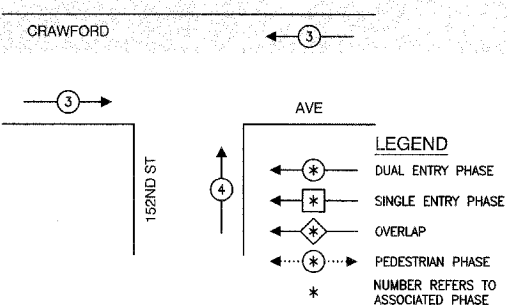 CRAWFORD
3
3
AVE
152ND ST
4
LEGEND
* DUAL ENTRY PHASE
* SINGLE ENTRY PHASE
* OVERLAP
* PEDESTRIAN PHASE
* NUMBER REFERS TO
ASSOCIATED PHASE